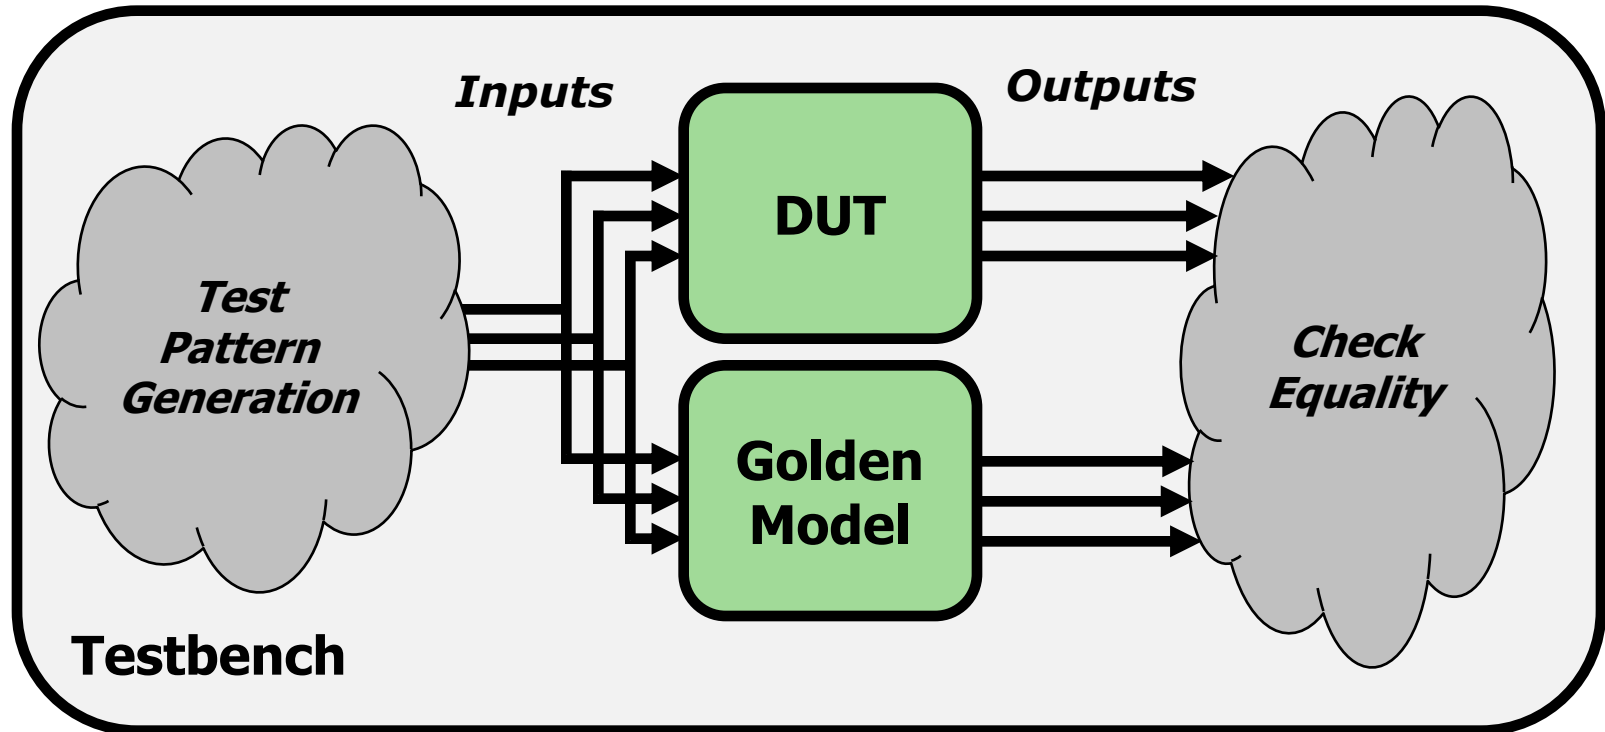 Inputs
Outputs
DUT
Test
Pattern
Generation
Check
Equality
Golden
Model
Testbench